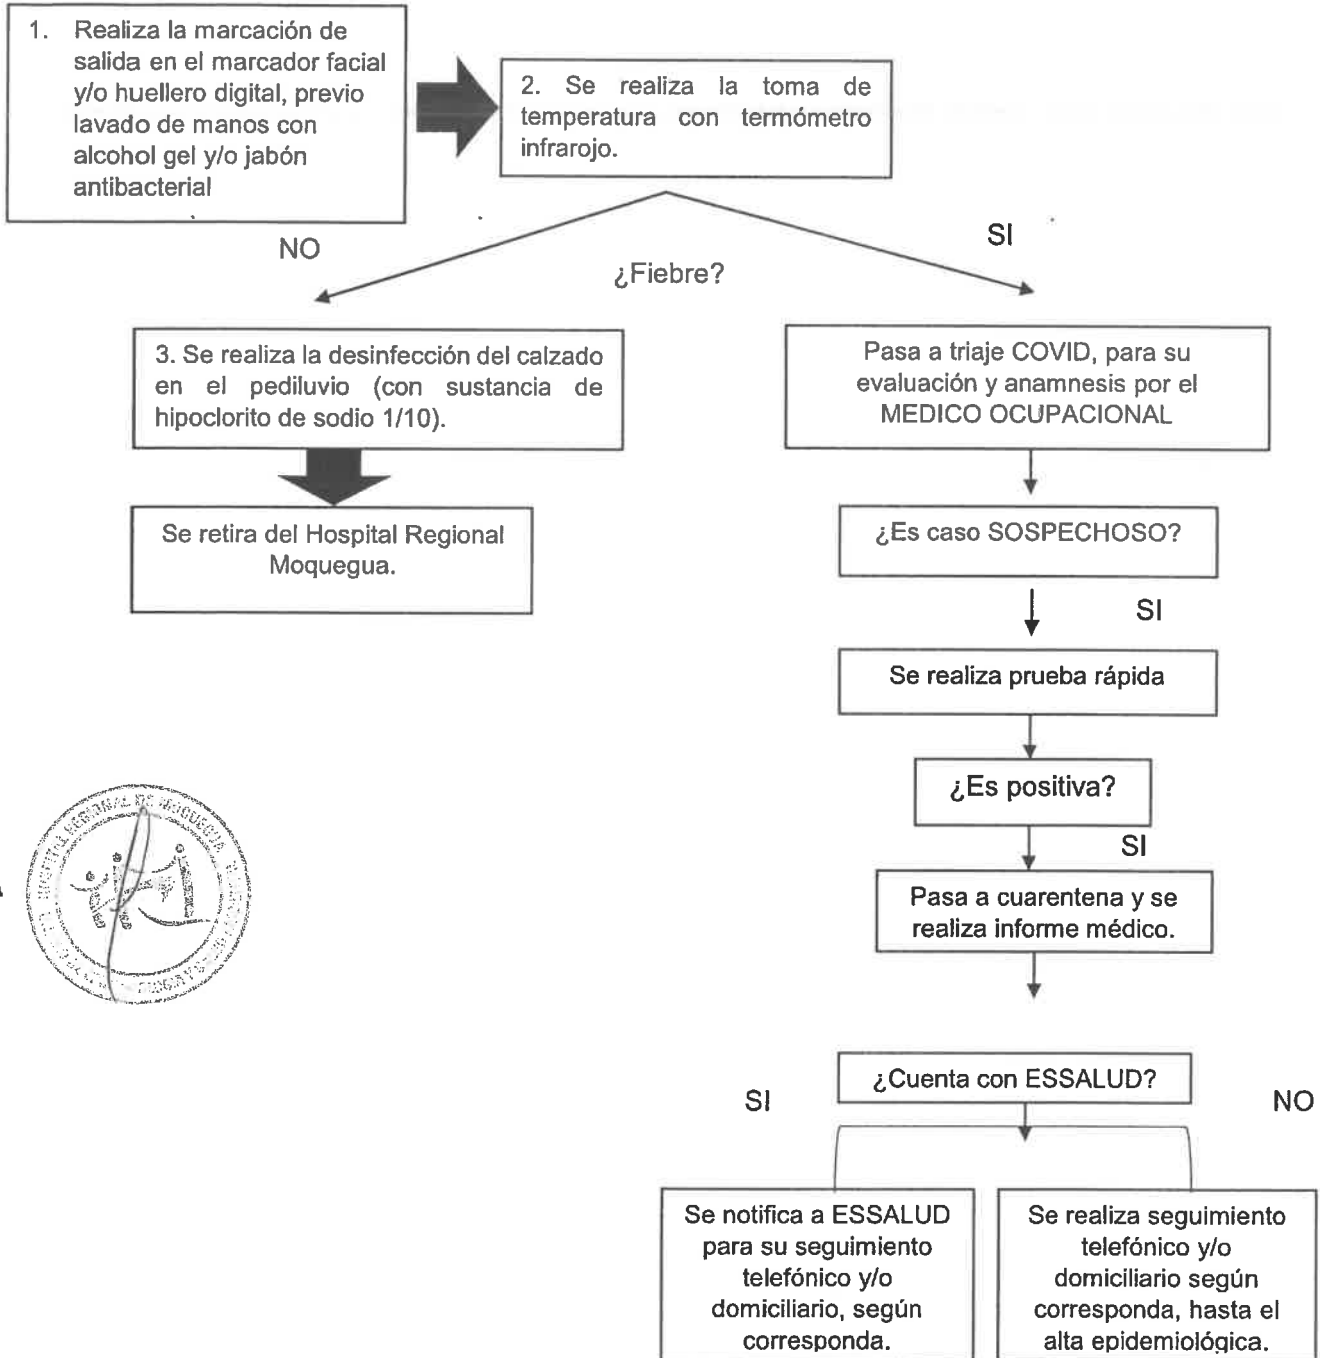 1. Realiza la marcación de
salida en el marcador facial
y/o huellero digital, previo
lavado de manos con
alcohol gel y/o jabón
antibacterial
2. Se realiza la toma de
temperatura con termómetro
infrarojo.
NO
SI
¿Fiebre?
3. Se realiza la desinfección del calzado
en el pediluvio (con sustancia de
hipoclorito de sodio 1/10).
Pasa a triaje COVID, para su
evaluación y anamnesis por el
MEDICO OCUPACIONAL
Se retira del Hospital Regional
Moquegua.
¿Es caso SOSPECHOSO?
SI
Se realiza prueba rápida
¿Es positiva?
SI
Pasa a cuarentena y se
realiza informe médico.
¿Cuenta con ESSALUD?
SI
NO
Se notifica a ESSALUD
para su seguimiento
telefónico y/o
domiciliario, según
corresponda.
Se realiza seguimiento
telefónico y/o
domiciliario según
corresponda, hasta el
alta epidemiológica.
HOSPITAL REGIONAL DE MOQUEGUA